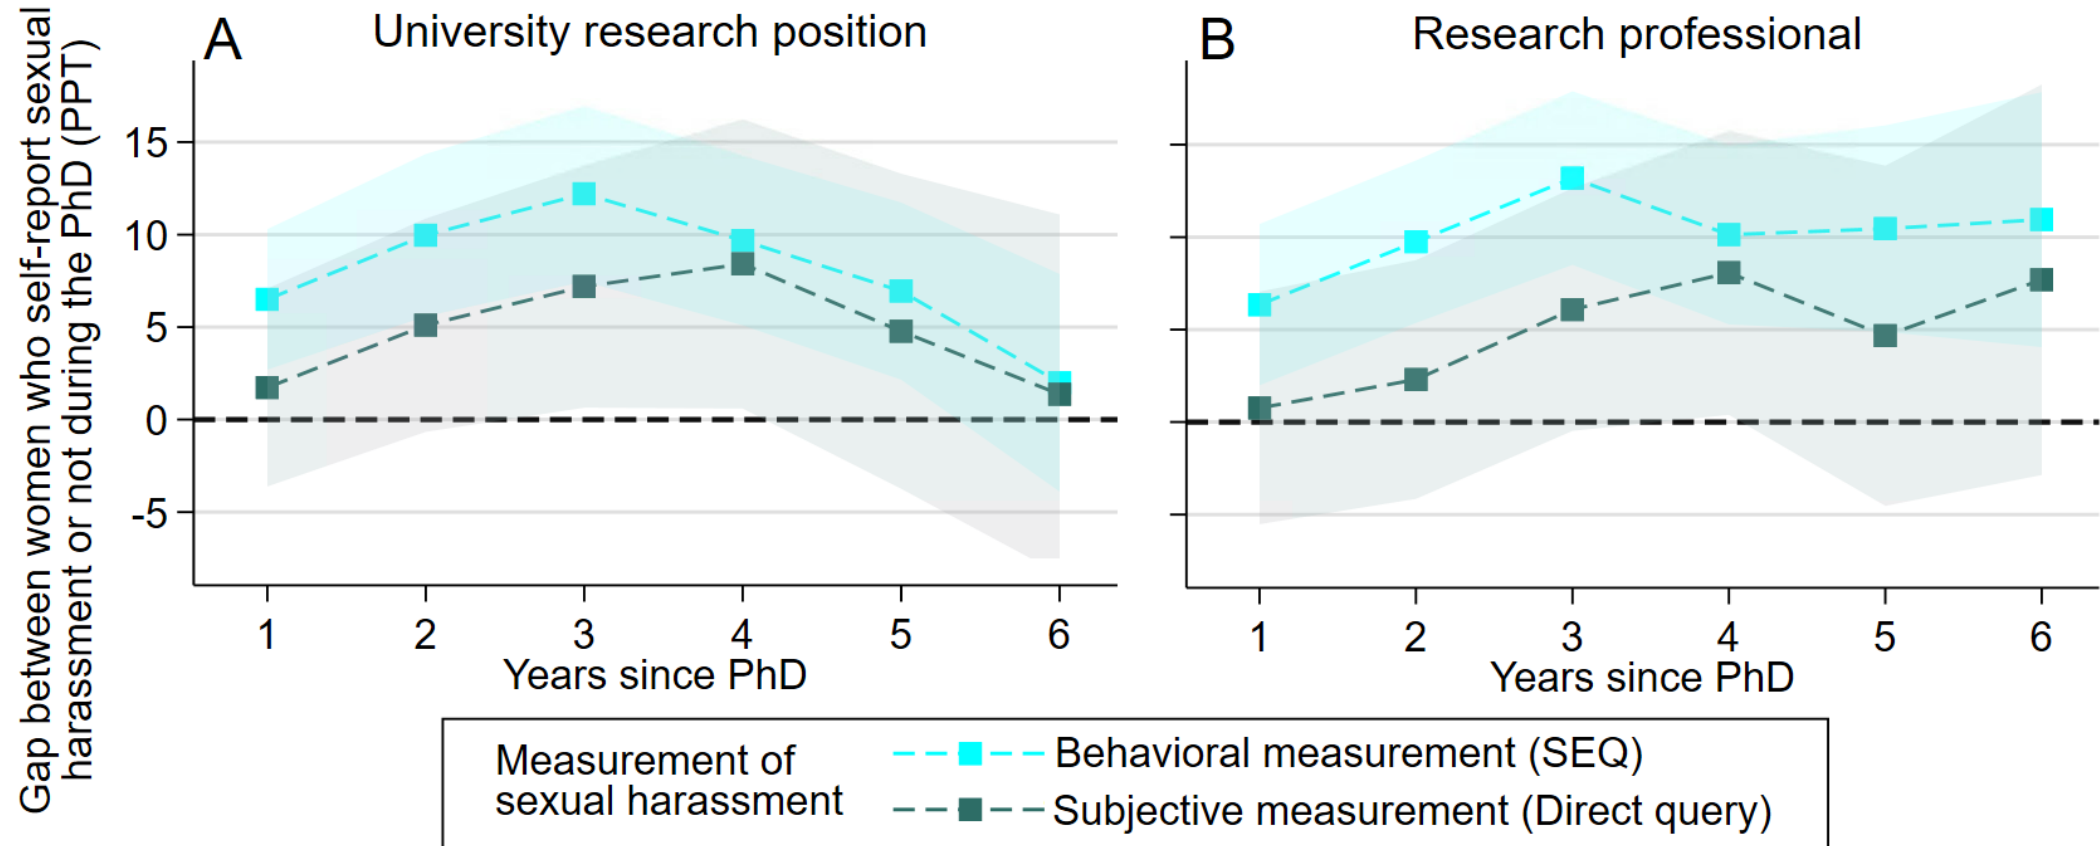 Gap between women who self-report sexual
harassment or not during the PhD (PPT)
A
University research position
15
10
5
0
-5
1 2 3 4 5 6
Years since PhD
B
Research professional
1 2 3 4 5 6
Years since PhD
Measurement of
sexual harassment
Behavioral measurement (SEQ)
Subjective measurement (Direct query)